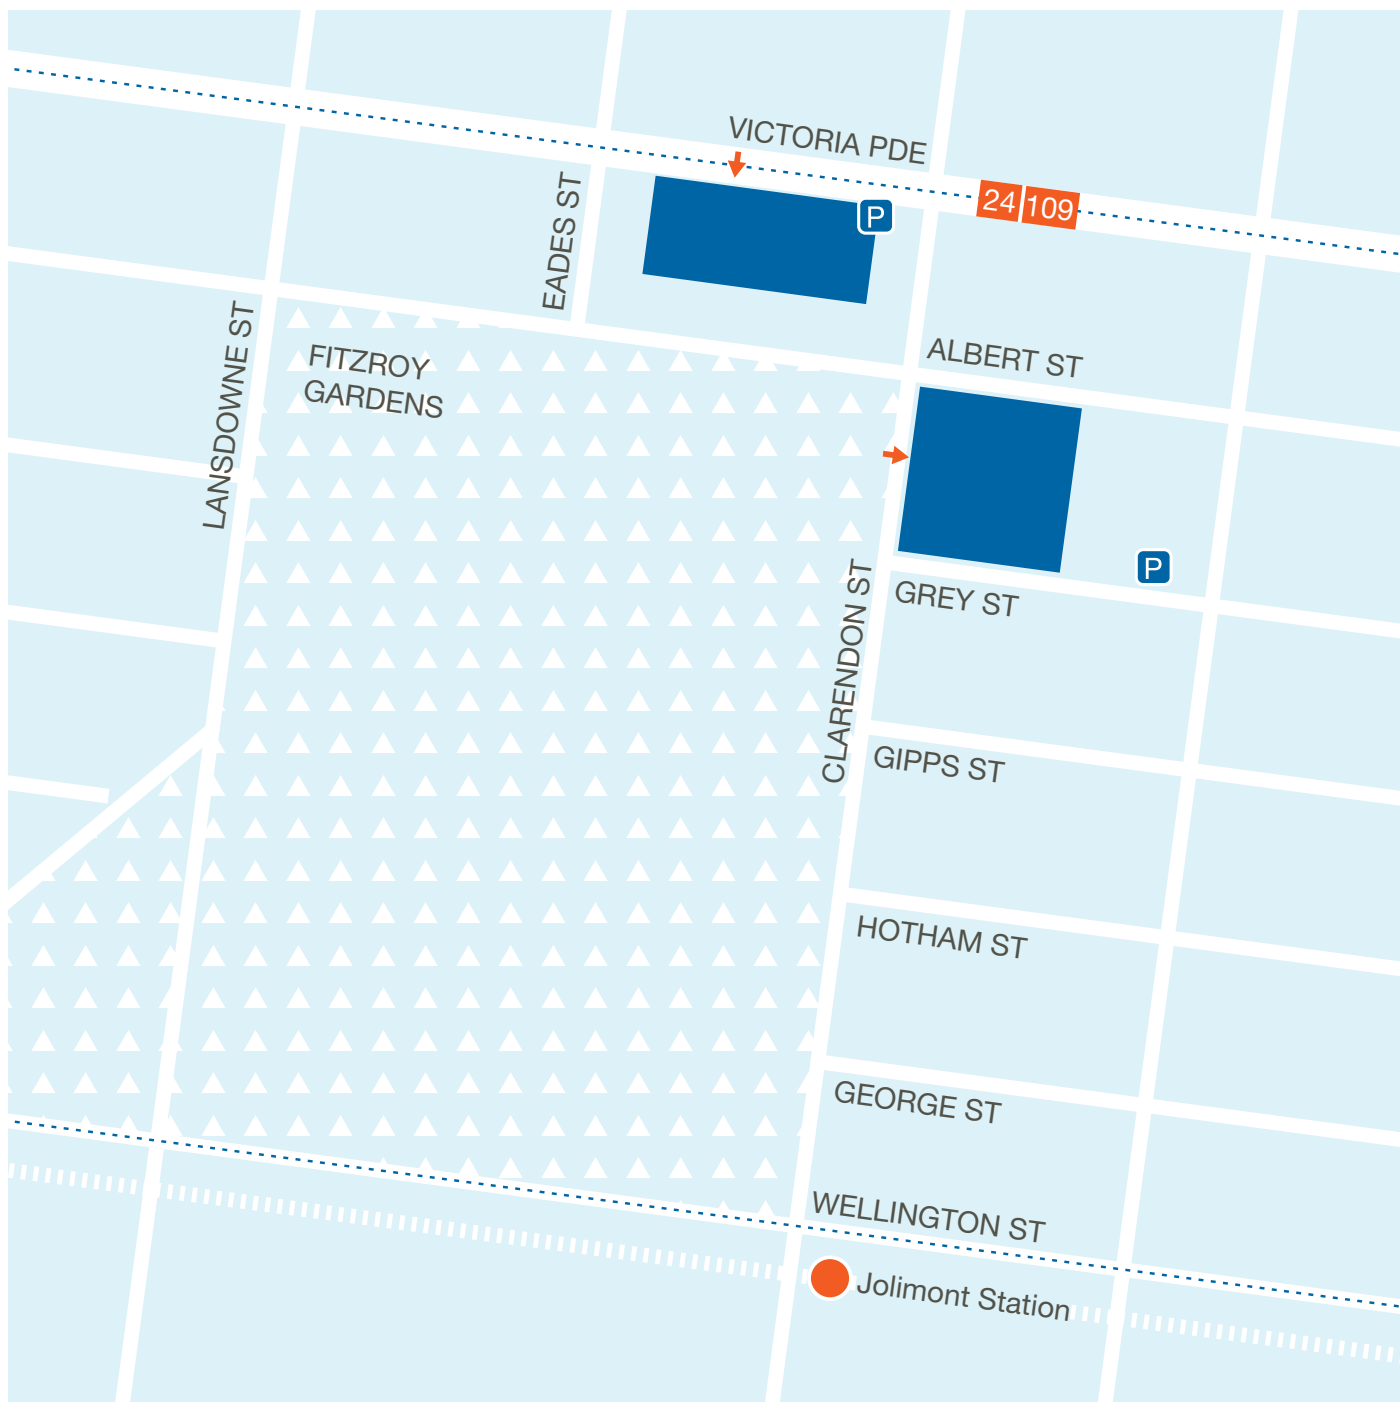 VICTORIA PDE
24 109
P
EADES ST
LANSDOWNE ST
FITZROY
GARDENS
ALBERT ST
P
CLARENDON ST
GREY ST
GIPPS ST
HOTHAM ST
GEORGE ST
WELLINGTON ST
Jolimont Station